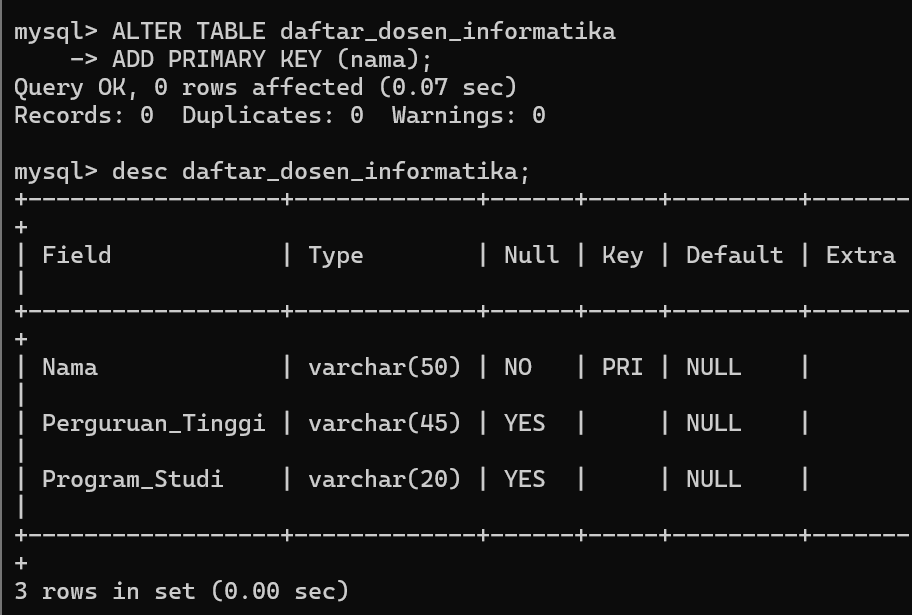 mysql> ALTER TABLE daftar_dosen_informatika
    -> ADD PRIMARY KEY (nama);
Query OK, 0 rows affected (0.07 sec)
Records: 0  Duplicates: 0  Warnings: 0

mysql> desc daftar_dosen_informatika;
+------------------+-------------+------+-----+---------+-------
+
| Field            | Type        | Null | Key | Default | Extra
|
+------------------+-------------+------+-----+---------+-------
+
| Nama             | varchar(50) | NO   | PRI | NULL    |
|
| Perguruan_Tinggi | varchar(45) | YES  |     | NULL    |
|
| Program_Studi    | varchar(20) | YES  |     | NULL    |
|
+------------------+-------------+------+-----+---------+-------
+
3 rows in set (0.00 sec)